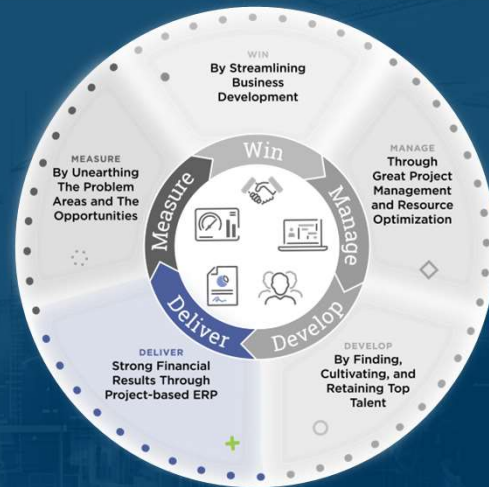 WIN
By Streamlining
Business
Development
MANAGE
Through
Great Project
Management
and Resource
Optimization
DEVELOP
By Finding,
Cultivating, and
Retaining Top
Talent
DELIVER
Strong Financial
Results Through
Project-based ERP
MEASURE
By Unearthing
The Problem
Areas and The
Opportunities
Win
Manage
Develop
Deliver
Measure